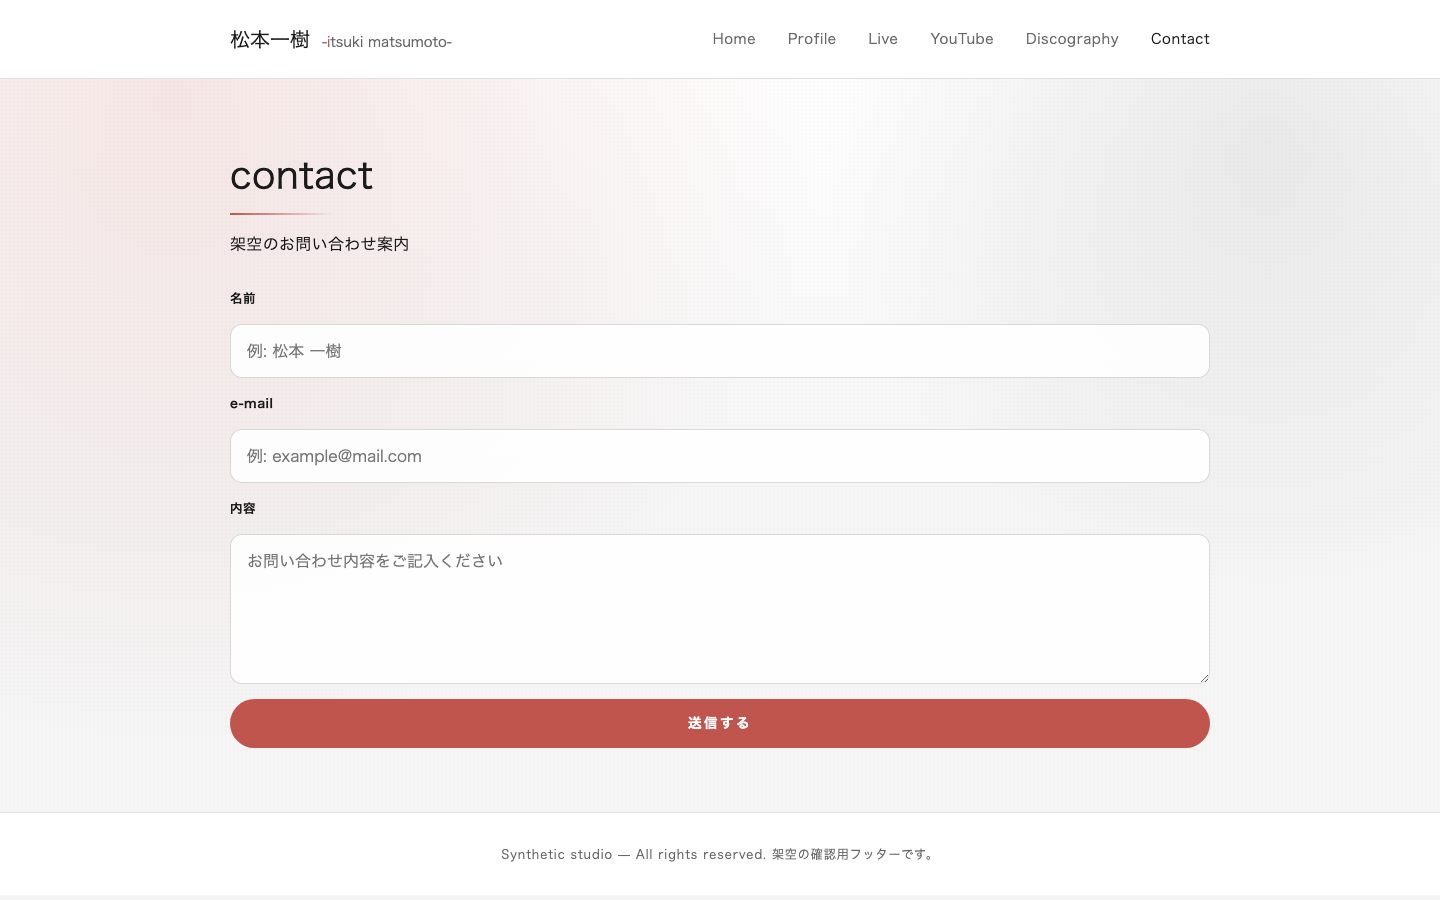 松本一樹 -itsuki matsumoto-
Home Profile Live YouTube Discography Contact
contact
架空のお問い合わせ案内
名前
例: 松本 一樹
e-mail
例: example@mail.com
内容
お問い合わせ内容をご記入ください
送信する
Synthetic studio — All rights reserved. 架空の確認用フッターです。